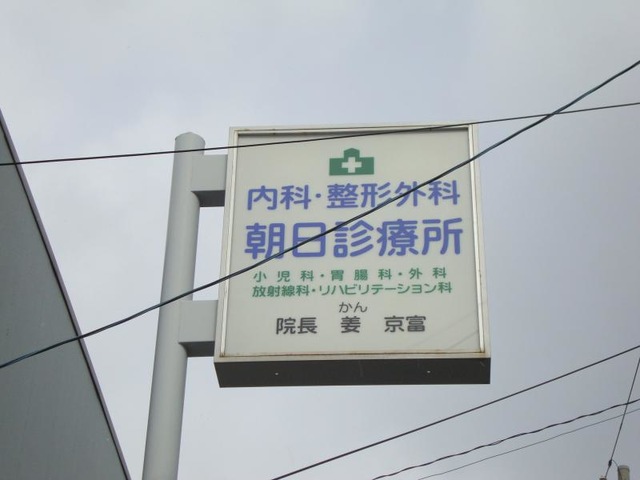 内科・整形外科
朝日診療所
小児科・胃腸科・外科
放射線科・リハビリテーション科
かん
院長 姜 京富